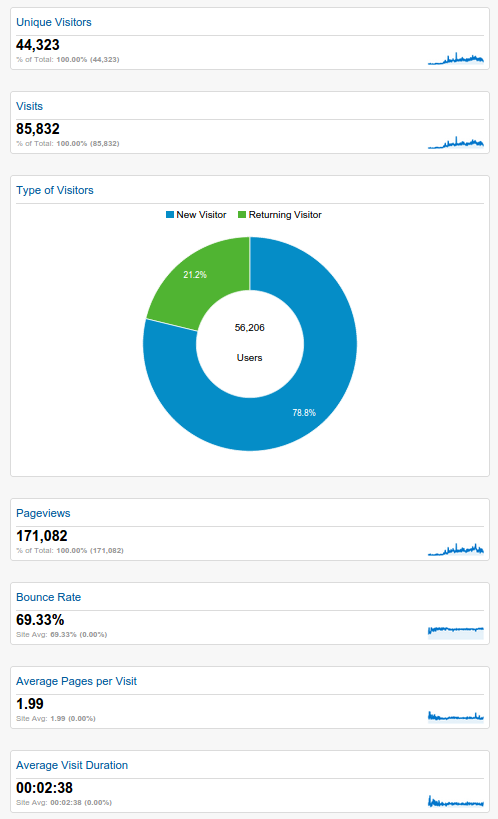 Unique Visitors
44,323
% of Total: 100.00% (44,323)
Visits
85,832
% of Total: 100.00% (85,832)
Type of Visitors
New Visitor Returning Visitor
21.2%
56,206
Users
78.8%
Pageviews
171,082
% of Total: 100.00% (171,082)
Bounce Rate
69.33%
Site Avg: 69.33% (0.00%)
Average Pages per Visit
1.99
Site Avg: 1.99 (0.00%)
Average Visit Duration
00:02:38
Site Avg: 00:02:38 (0.00%)